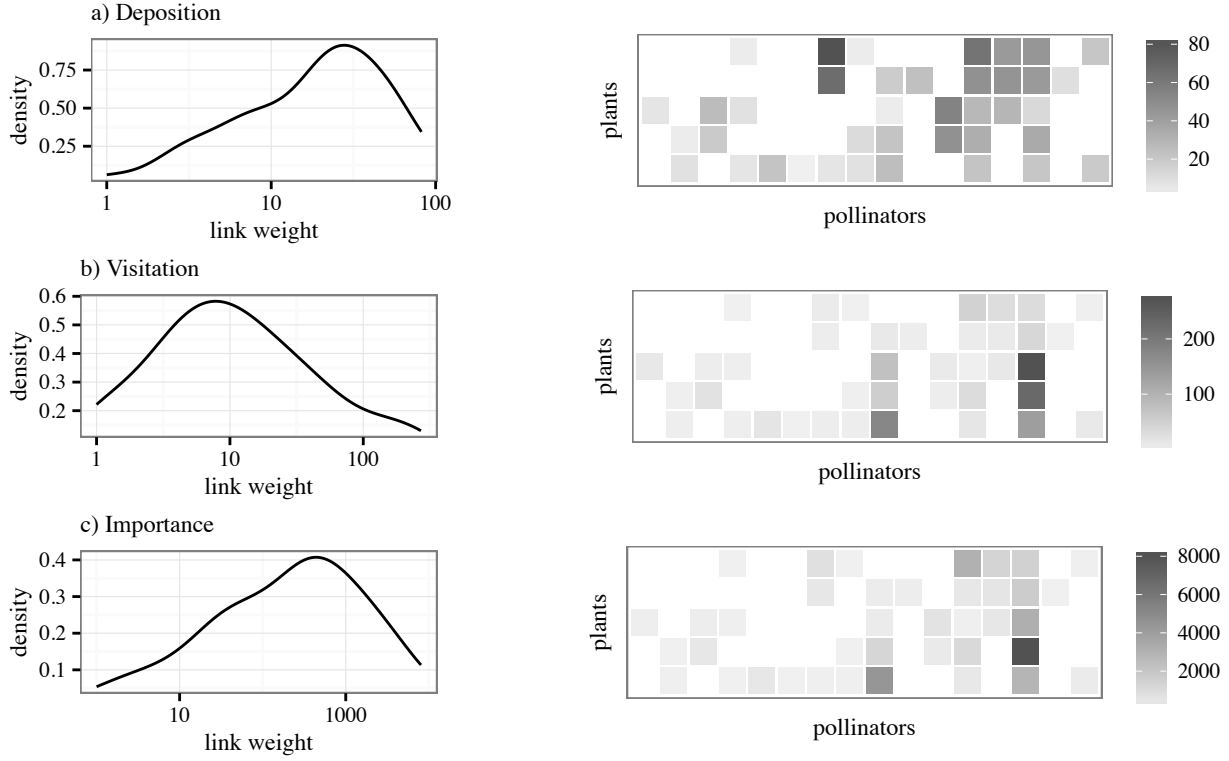 a) Deposition
density
0.75
0.50
0.25
1
10
100
link weight
plants
pollinators
80
60
40
20
b) Visitation
density
0.6
0.5
0.4
0.3
0.2
1
10
100
link weight
plants
pollinators
200
100
c) Importance
density
0.4
0.3
0.2
0.1
10
1000
link weight
plants
pollinators
8000
6000
4000
2000